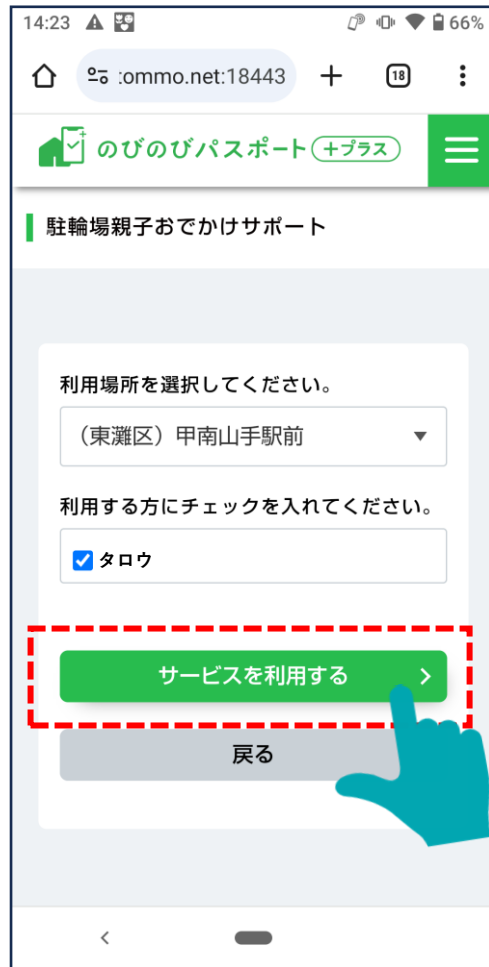 14:23 66%
ommo.net:18443 18
のびのびパスポート +プラス
駐輪場親子おでかけサポート
利用場所を選択してください。
（東灘区）甲南山手駅前
利用する方にチェックを入れてください。
タロウ
サービスを利用する
戻る